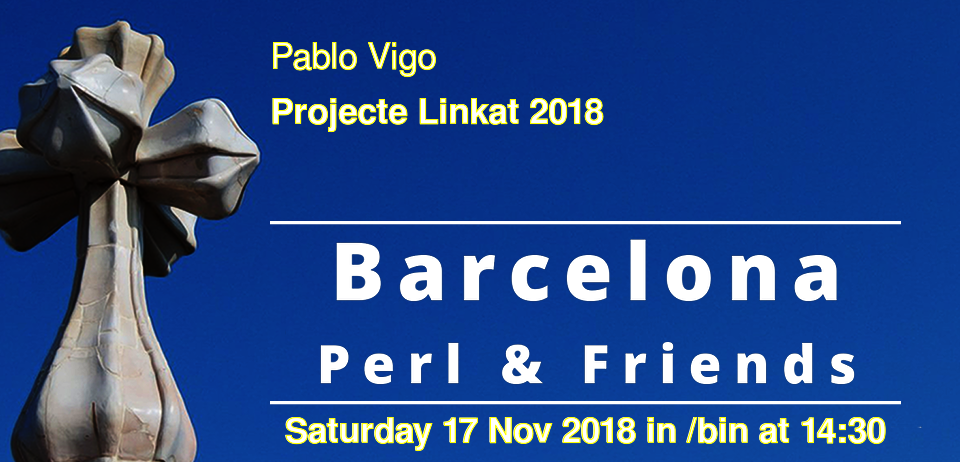 Pablo Vigo
Projecte Linkat 2018
Barcelona
Perl & Friends
Saturday 17 Nov 2018 in /bin at 14:30